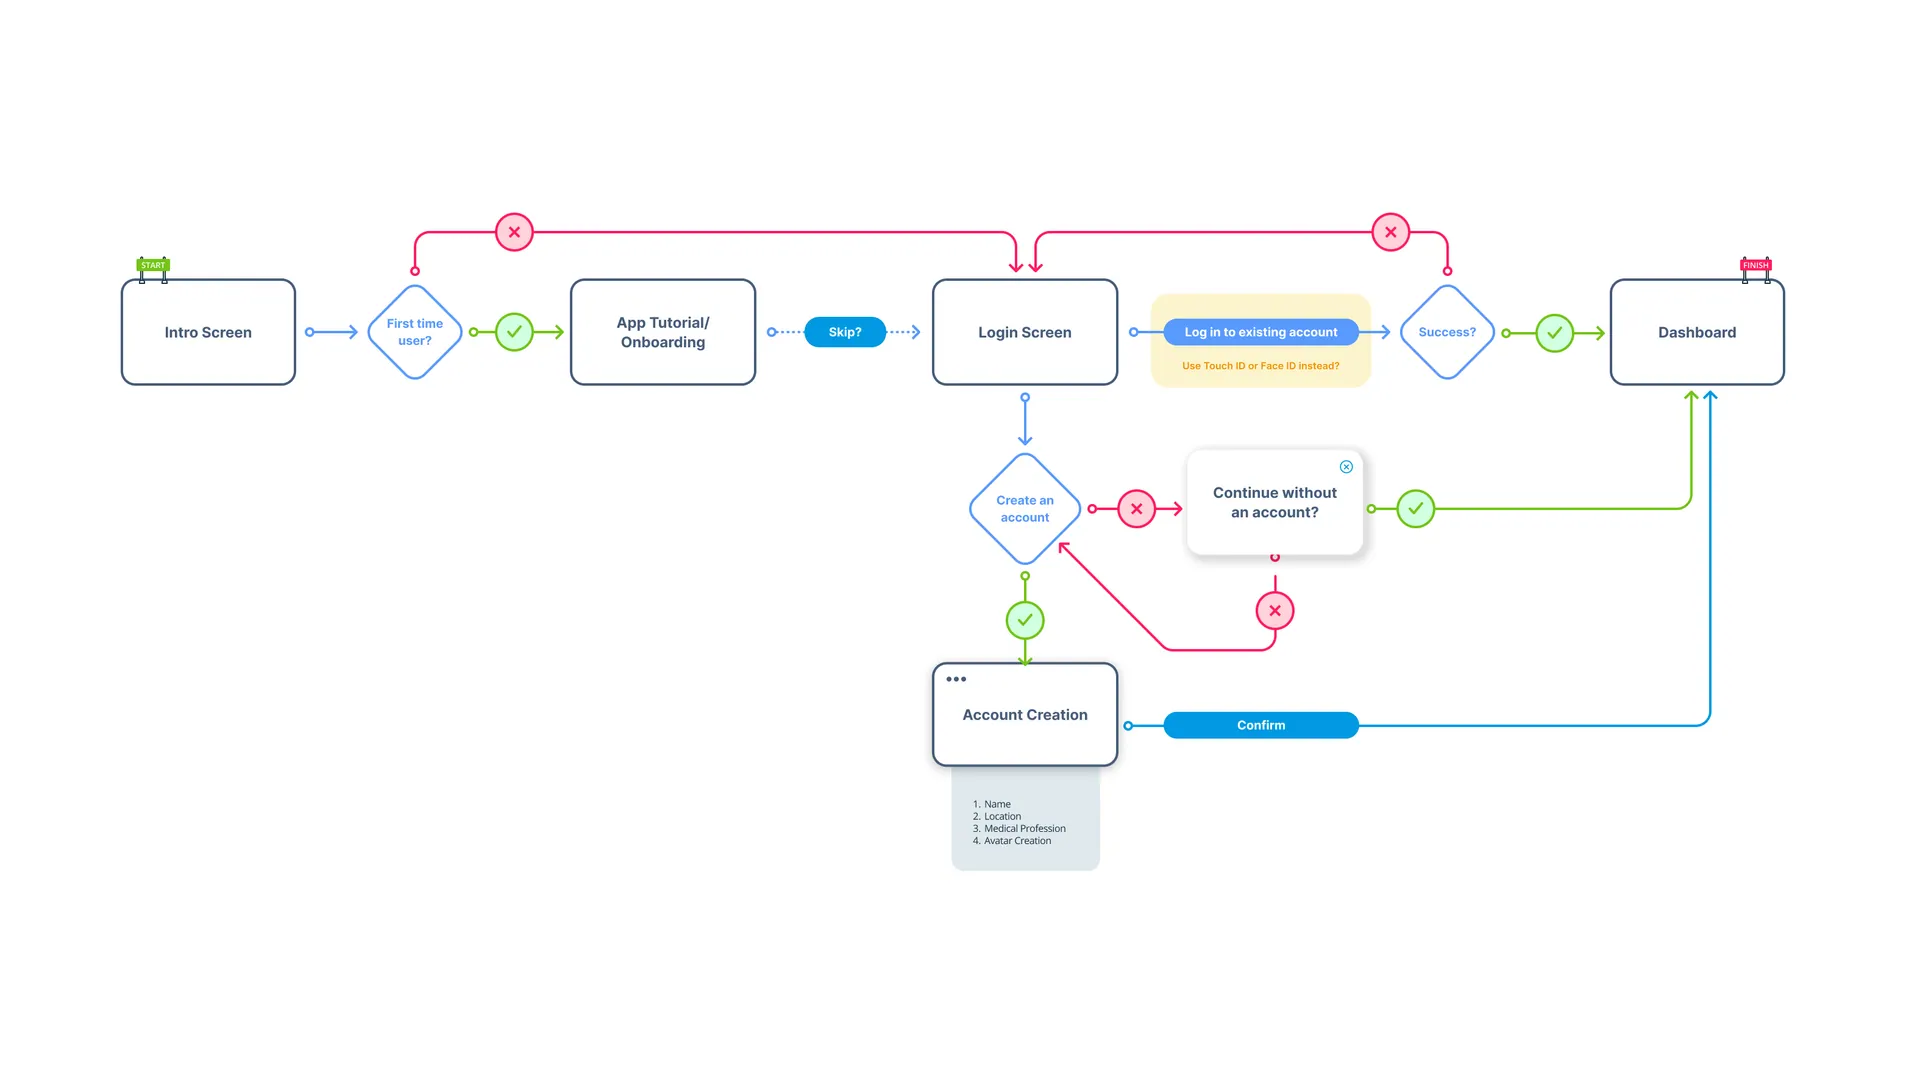 START
Intro Screen
First time
user?
App Tutorial/
Onboarding
Skip?
Login Screen
Log in to existing account
Use Touch ID or Face ID instead?
Success?
FINISH
Dashboard
Create an
account
Continue without
an account?
Account Creation
Confirm
1. Name
2. Location
3. Medical Profession
4. Avatar Creation